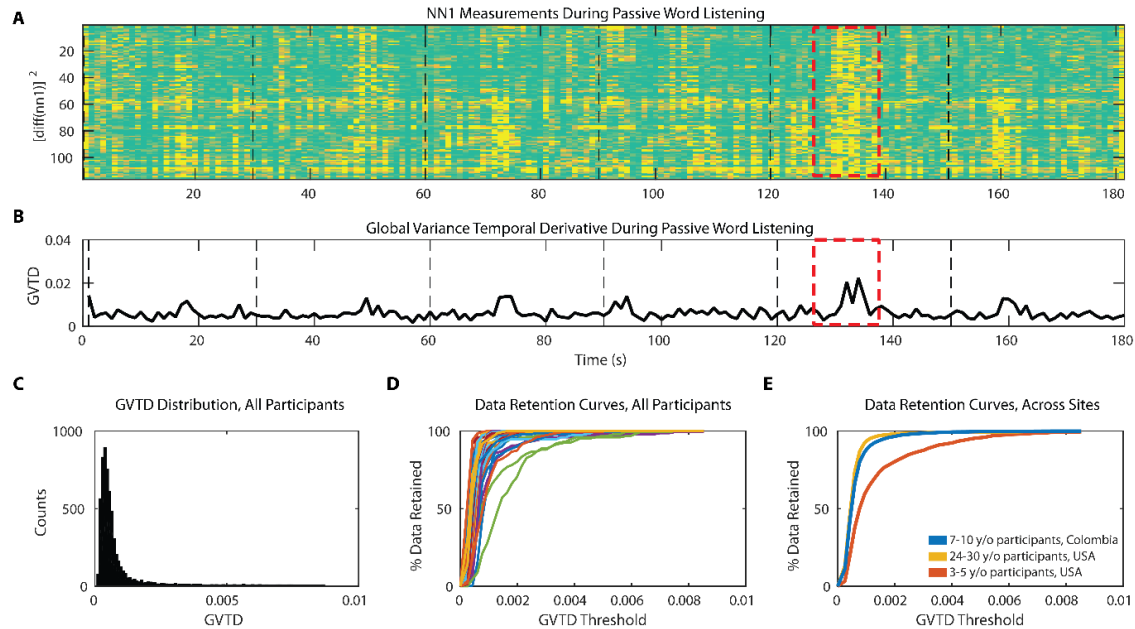 A
NN1 Measurements During Passive Word Listening
[diff(nn1)] ²
20
40
60
80
100
20 40 60 80 100 120 140 160 180
B
Global Variance Temporal Derivative During Passive Word Listening
GVTD
0.04
0.02
0
0 20 40 60 80 100 120 140 160 180
Time (s)
C
GVTD Distribution, All Participants
Counts
1000
500
0
0 0.005 0.01
GVTD
D
Data Retention Curves, All Participants
% Data Retained
100
50
0
0 0.002 0.004 0.006 0.008 0.01
GVTD Threshold
E
Data Retention Curves, Across Sites
% Data Retained
100
50
0
7-10 y/o participants, Colombia
24-30 y/o participants, USA
3-5 y/o participants, USA
0 0.002 0.004 0.006 0.008 0.01
GVTD Threshold